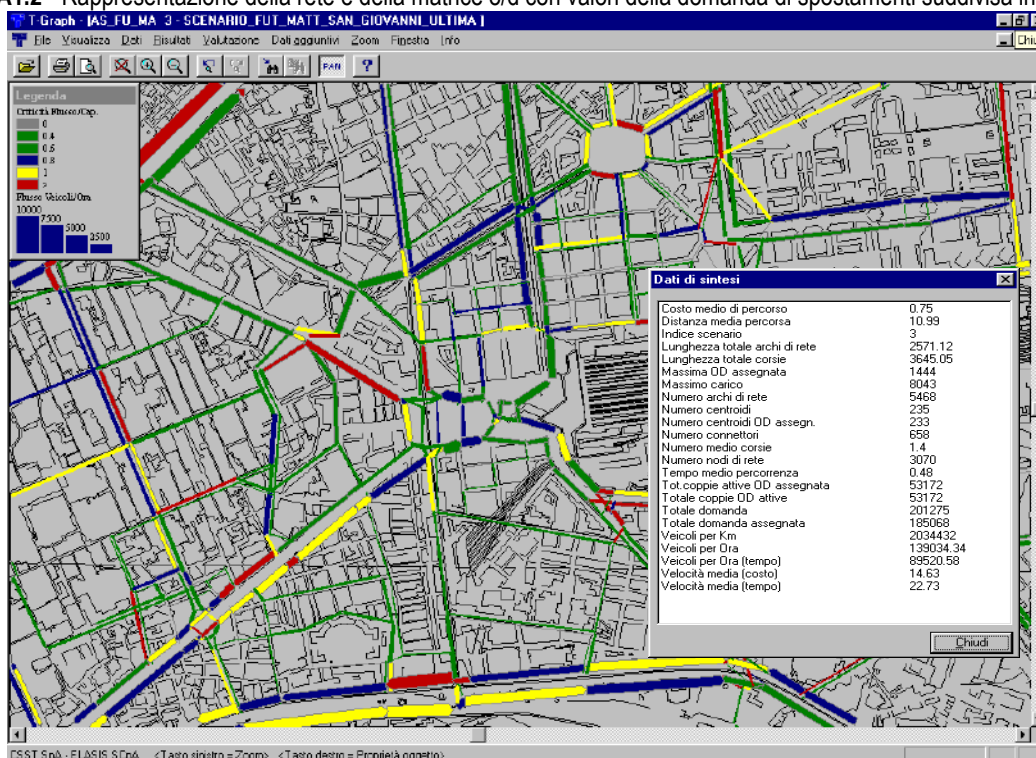 A1.2 - Rappresentazione della rete e della matrice o/d con valori della domanda di spostamenti suddivisa in
T-Graph - [AS_FU_MA 3 - SCENARIO_FUT_MATT_SAN_GIOVANNI_ULTIMA ]
File Visualizza Dati Risultati Valutazione Dati aggiuntivi Zoom Finestra Info
Chiu
PAN ?
Legenda
Criticità Flusso/Cap.
0
0.4
0.6
0.8
1
>
Flusso Veicoli/Ora
10000
7500
5000
2500
Dati di sintesi
Costo medio di percorso 0.75
Distanza media percorsa 10.99
Indice scenario 3
Lunghezza totale archi di rete 2571.12
Lunghezza totale corsie 3645.05
Massima OD assegnata 1444
Massimo carico 8043
Numero archi di rete 5468
Numero centroidi 235
Numero centroidi OD assegn. 233
Numero connettori 658
Numero medio corsie 1.4
Numero nodi di rete 3070
Tempo medio percorrenza 0.48
Tot.coppie attive OD assegnata 53172
Totale coppie OD attive 53172
Totale domanda 201275
Totale domanda assegnata 185068
Veicoli per Km 2034432
Veicoli per Ora 139034.34
Veicoli per Ora (tempo) 89520.58
Velocità media (costo) 14.63
Velocità media (tempo) 22.73
Chiudi
CSST SpA - ELASIS SCpA <Tasto sinistro = Zoom> <Tasto destro = Proprietà oggetto>